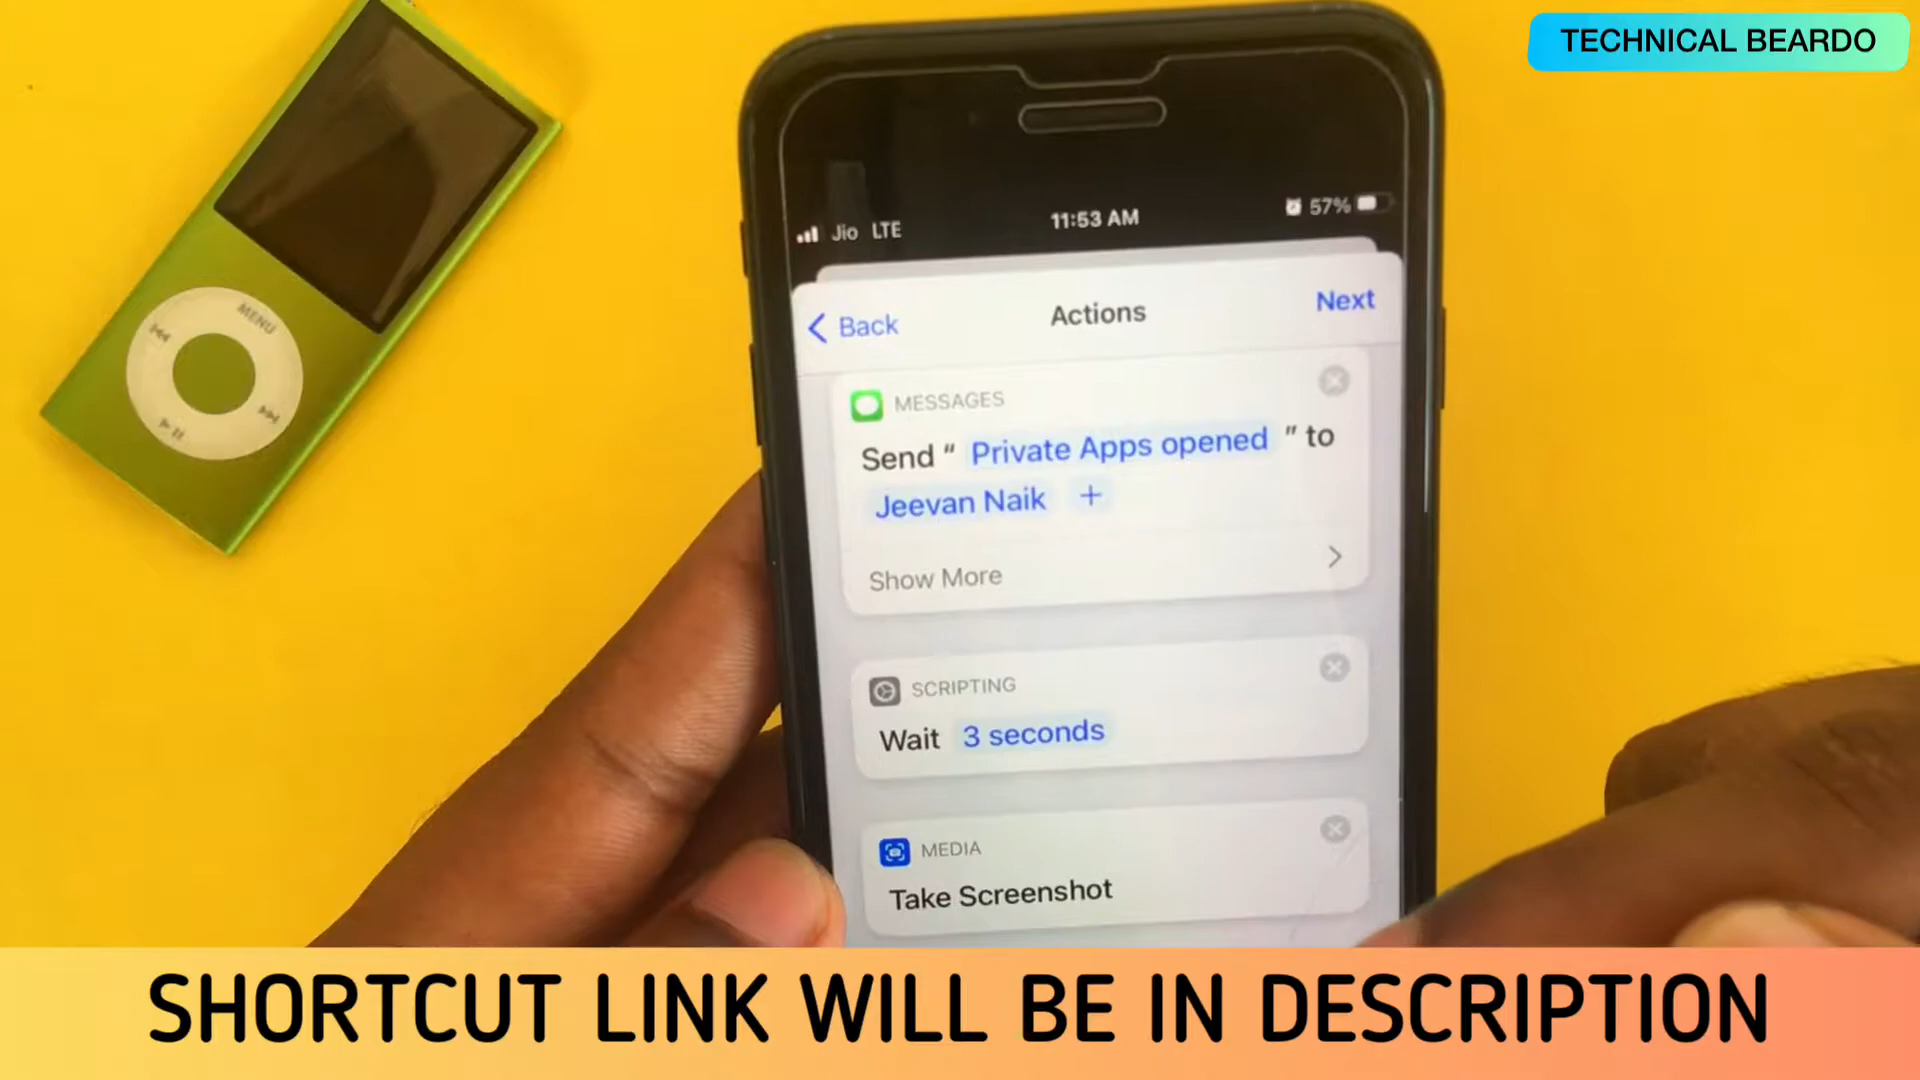 TECHNICAL BEARDO
MENU
Jio LTE 11:53 AM 57%
Back Actions Next
MESSAGES
Send “ Private Apps opened ” to
Jeevan Naik +
Show More
SCRIPTING
Wait 3 seconds
MEDIA
Take Screenshot
SHORTCUT LINK WILL BE IN DESCRIPTION